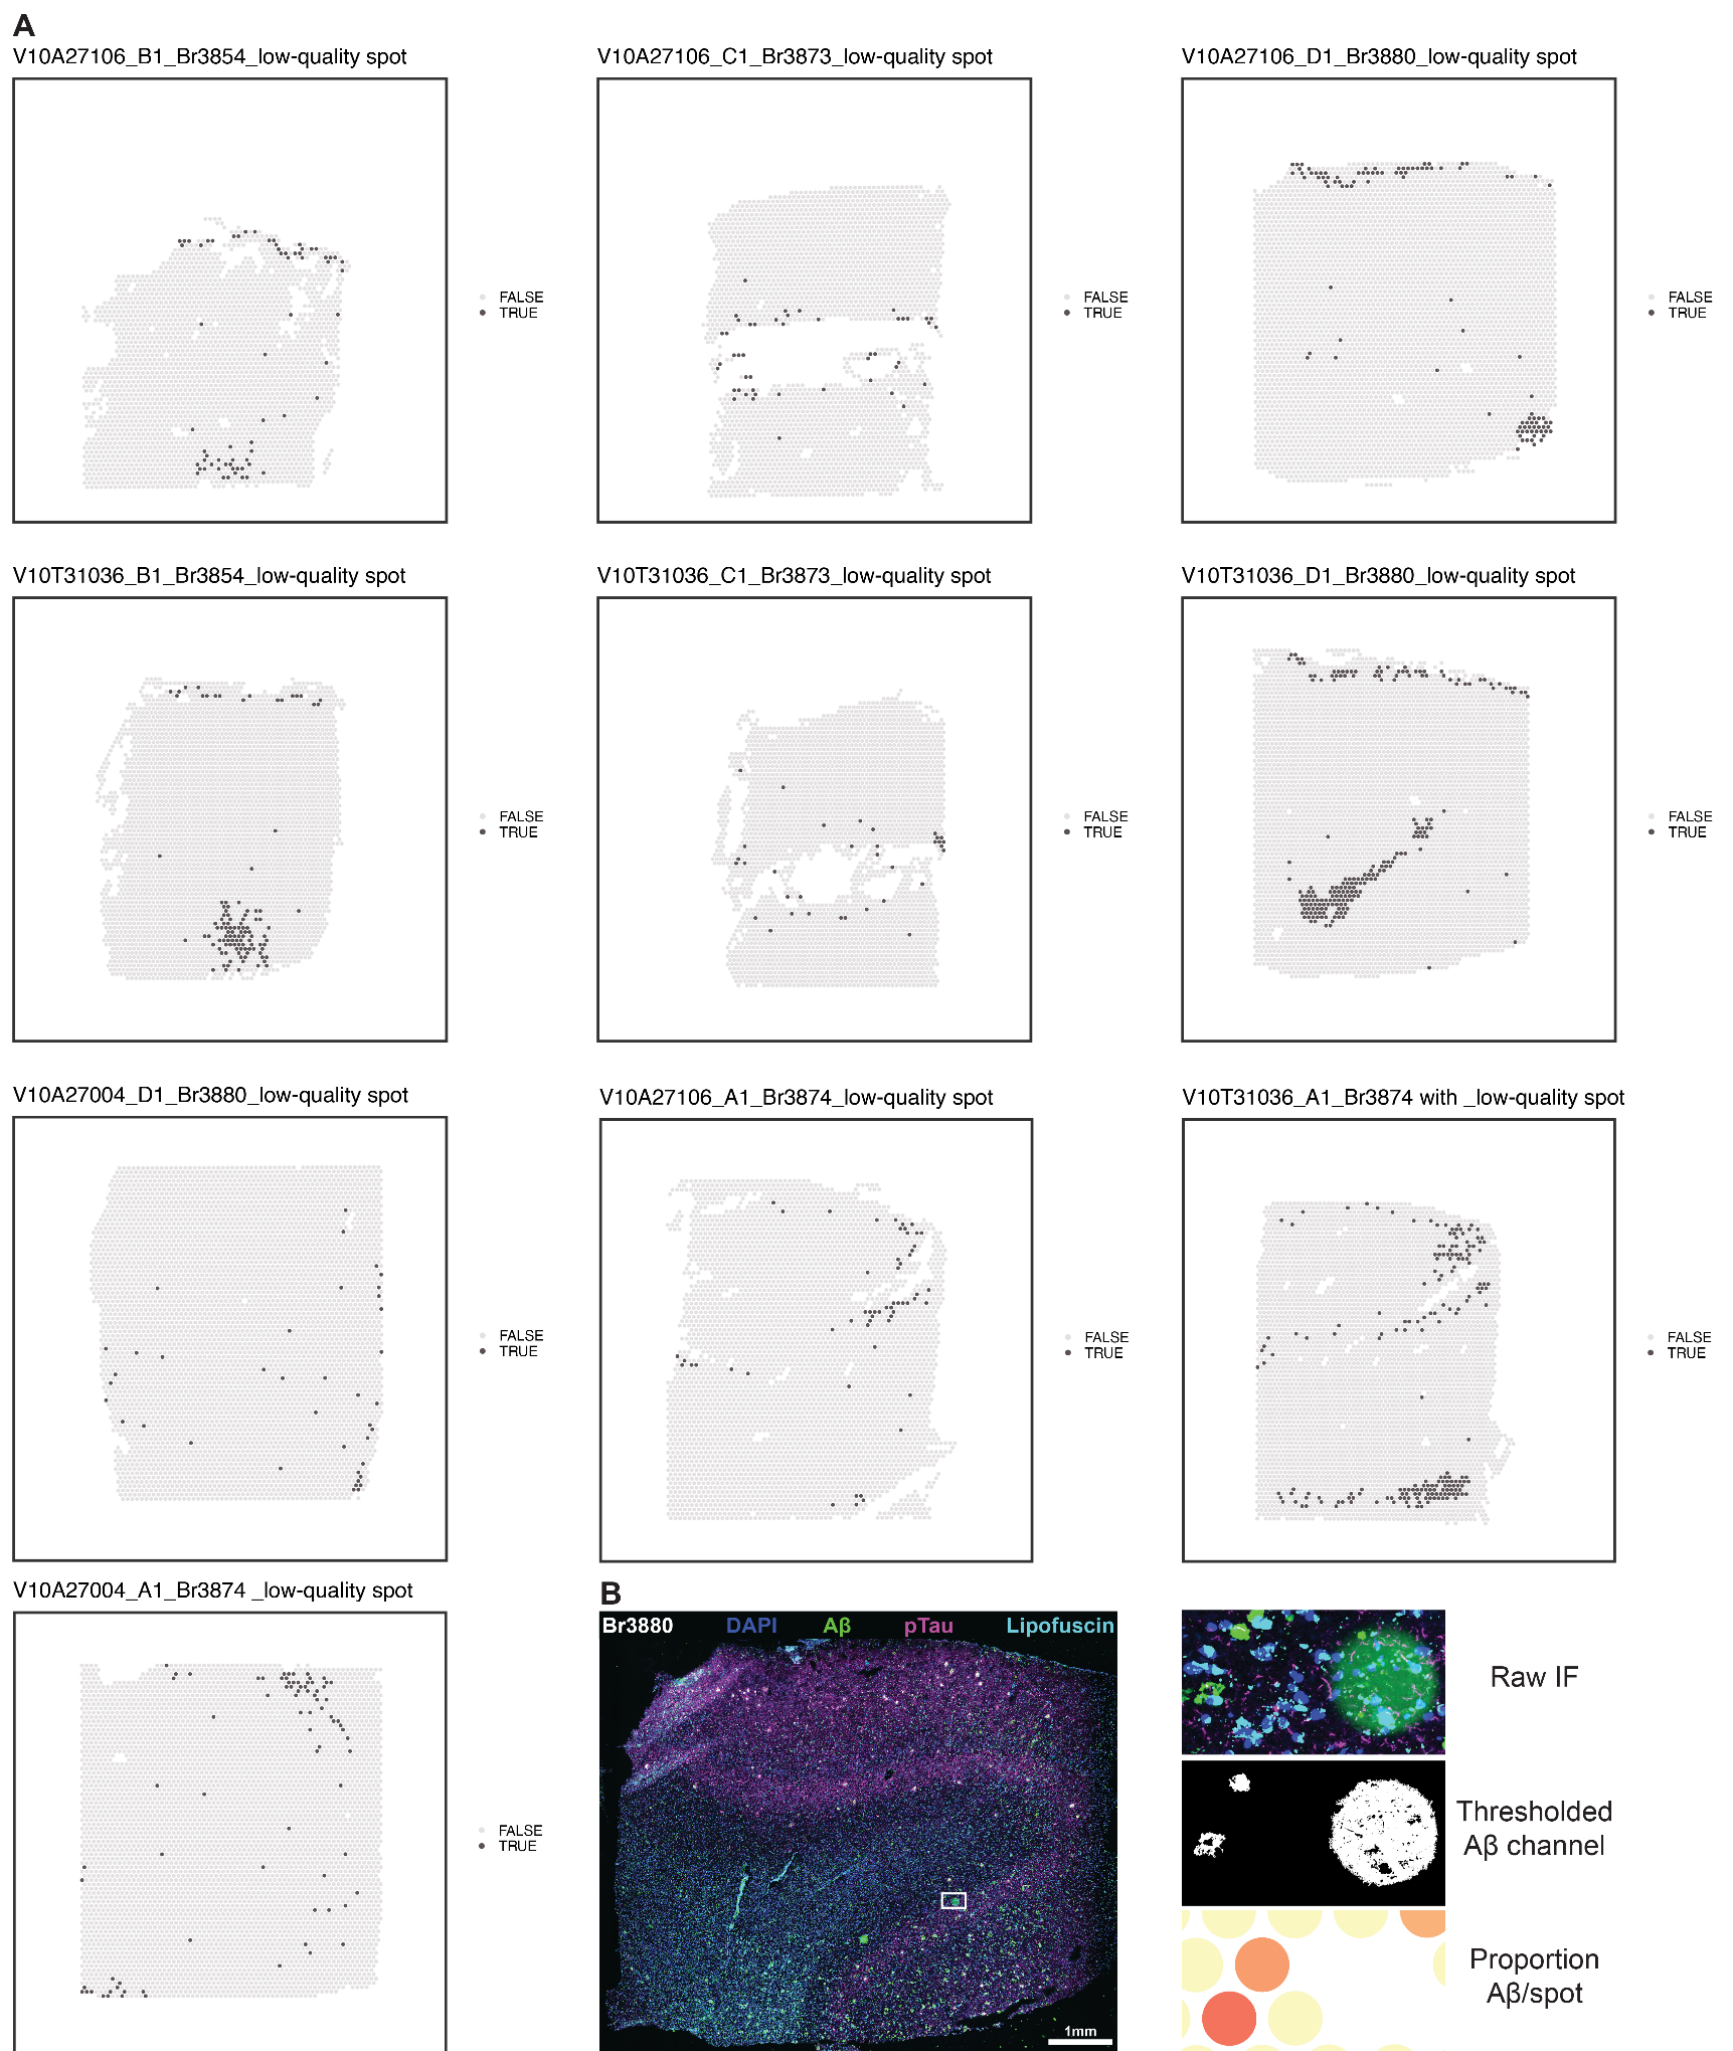 A
V10A27106_B1_Br3854_low-quality spot
V10A27106_C1_Br3873_low-quality spot
V10A27106_D1_Br3880_low-quality spot
FALSE
TRUE
FALSE
TRUE
FALSE
TRUE
V10T31036_B1_Br3854_low-quality spot
V10T31036_C1_Br3873_low-quality spot
V10T31036_D1_Br3880_low-quality spot
FALSE
TRUE
FALSE
TRUE
FALSE
TRUE
V10A27004_D1_Br3880_low-quality spot
V10A27106_A1_Br3874_low-quality spot
V10T31036_A1_Br3874 with _low-quality spot
FALSE
TRUE
FALSE
TRUE
FALSE
TRUE
V10A27004_A1_Br3874 _low-quality spot
FALSE
TRUE
B
Br3880 DAPI Aβ pTau Lipofuscin
1mm
Raw IF
Thresholded
Aβ channel
Proportion
Aβ/spot